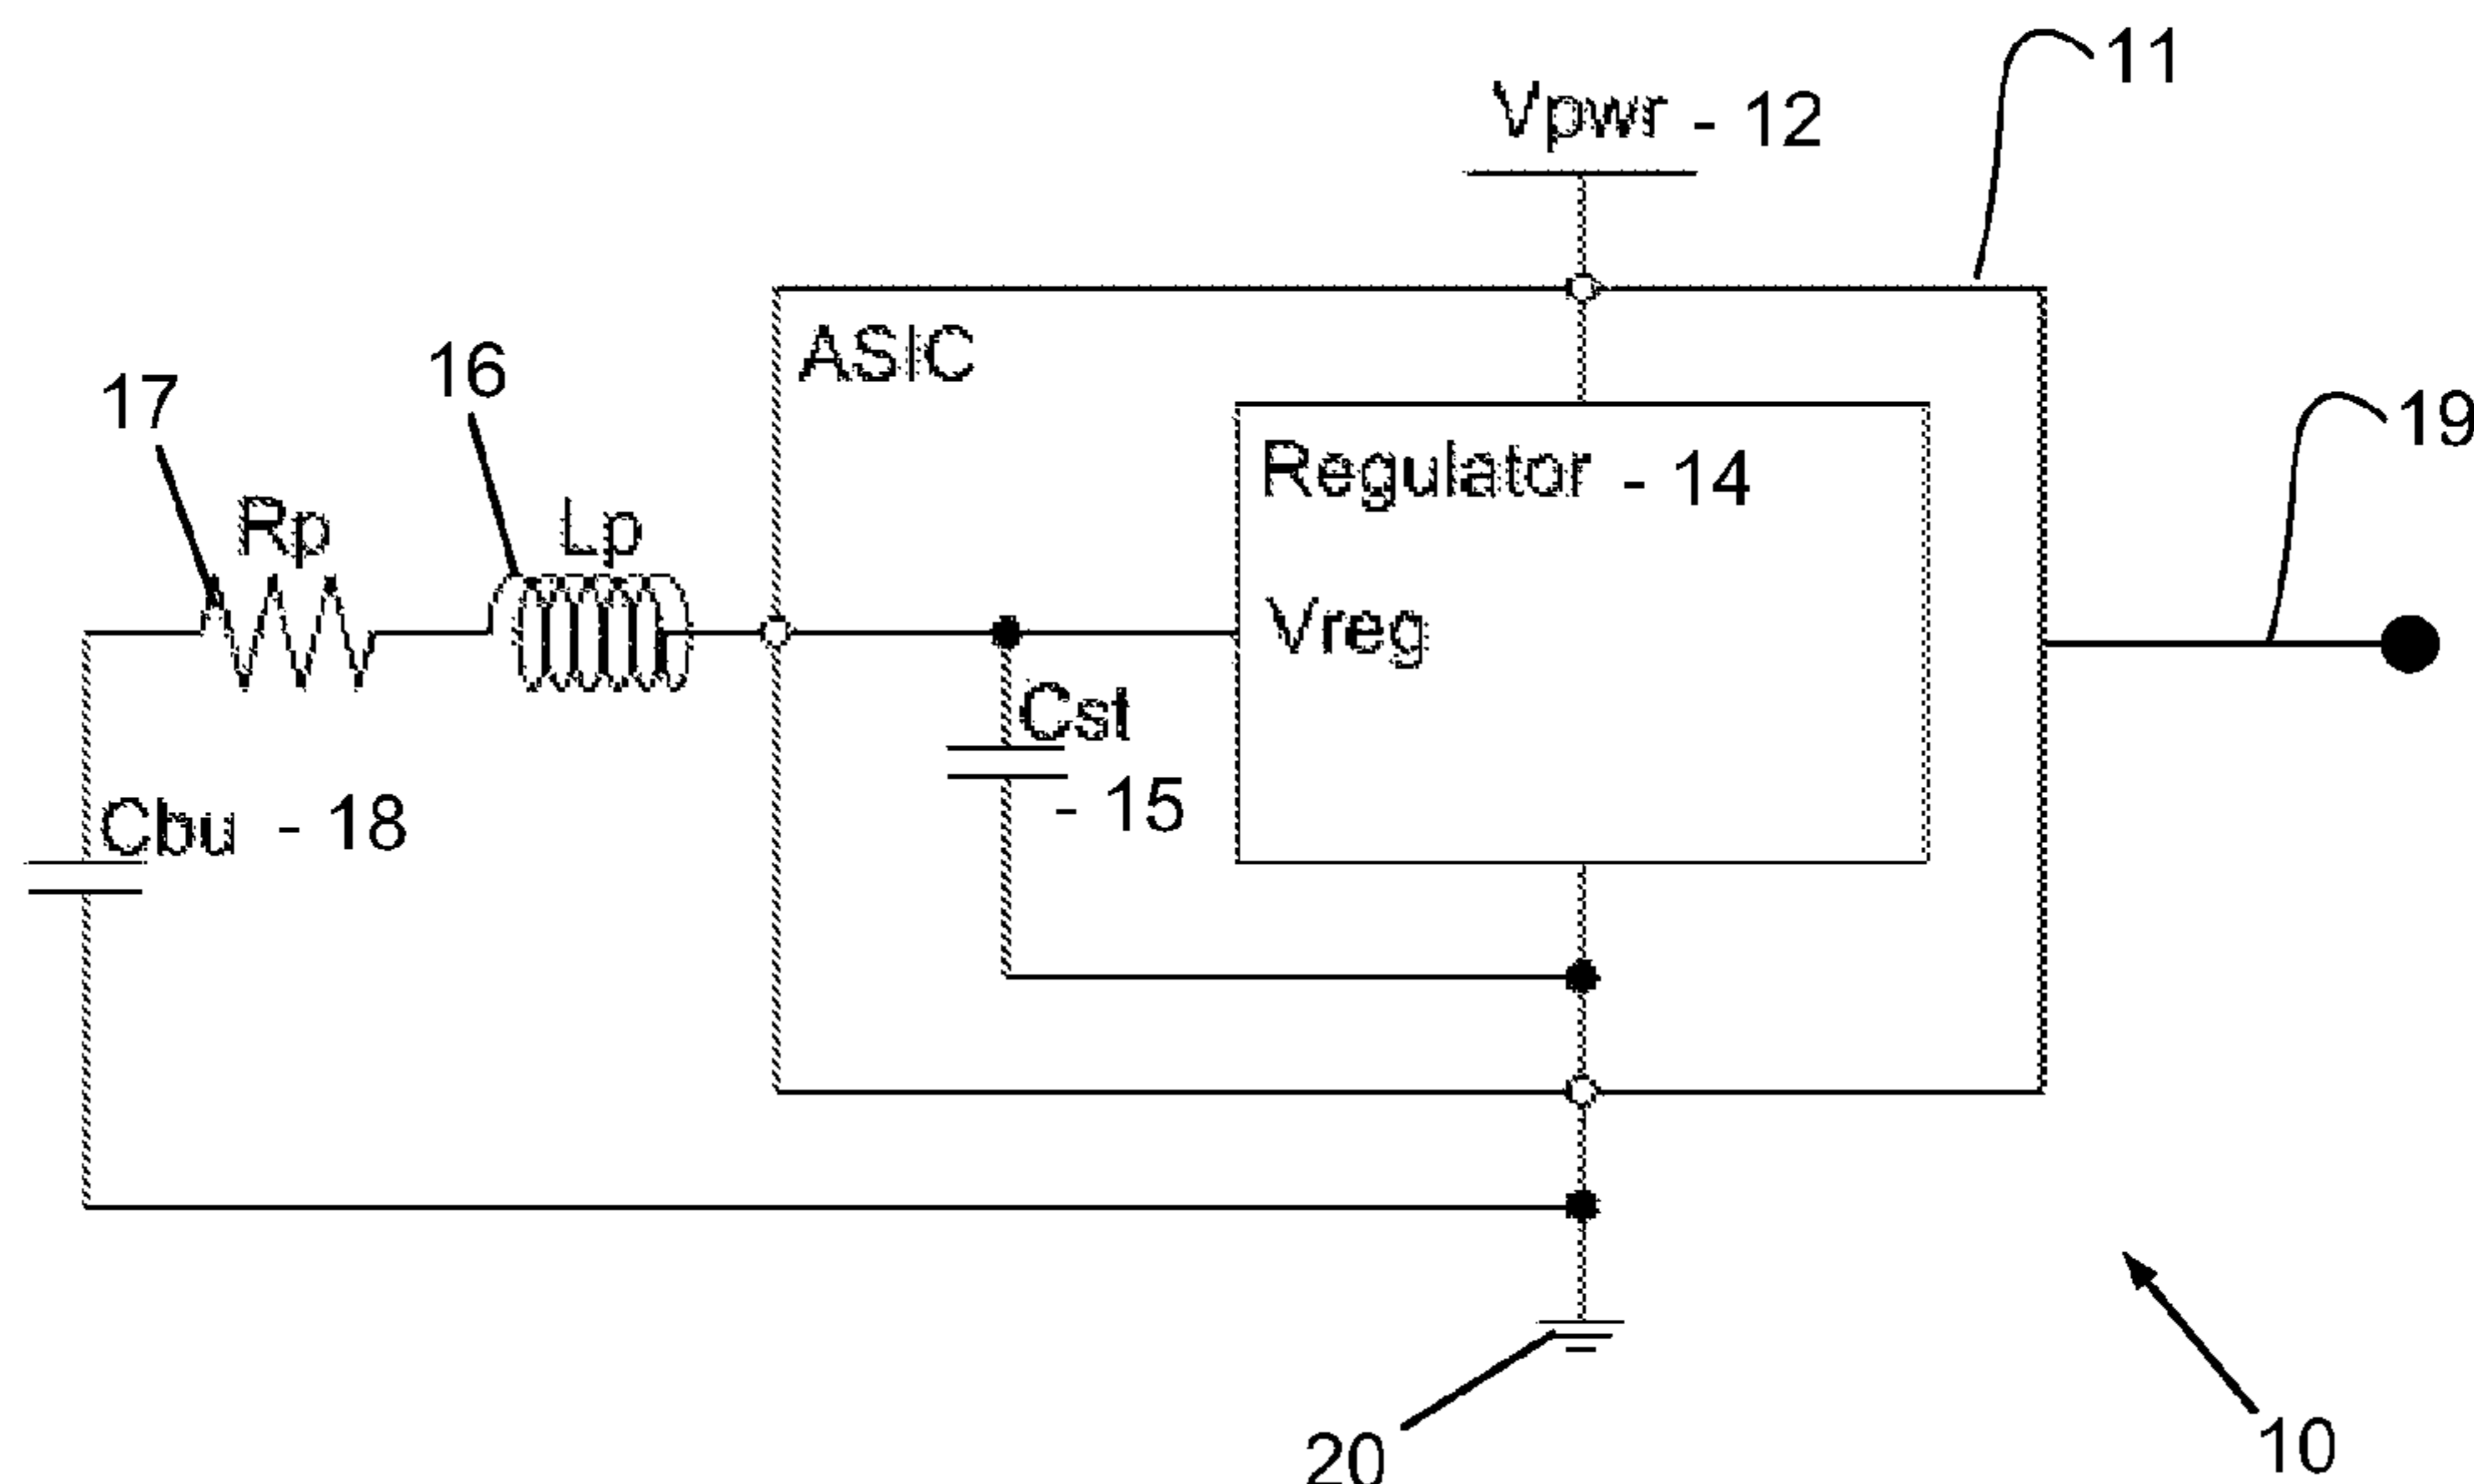 11
Vpwr - 12
ASIC
16
17
19
Regulator - 14
Rp
Lp
Vreg
Cst
- 15
Cbu - 18
20
10